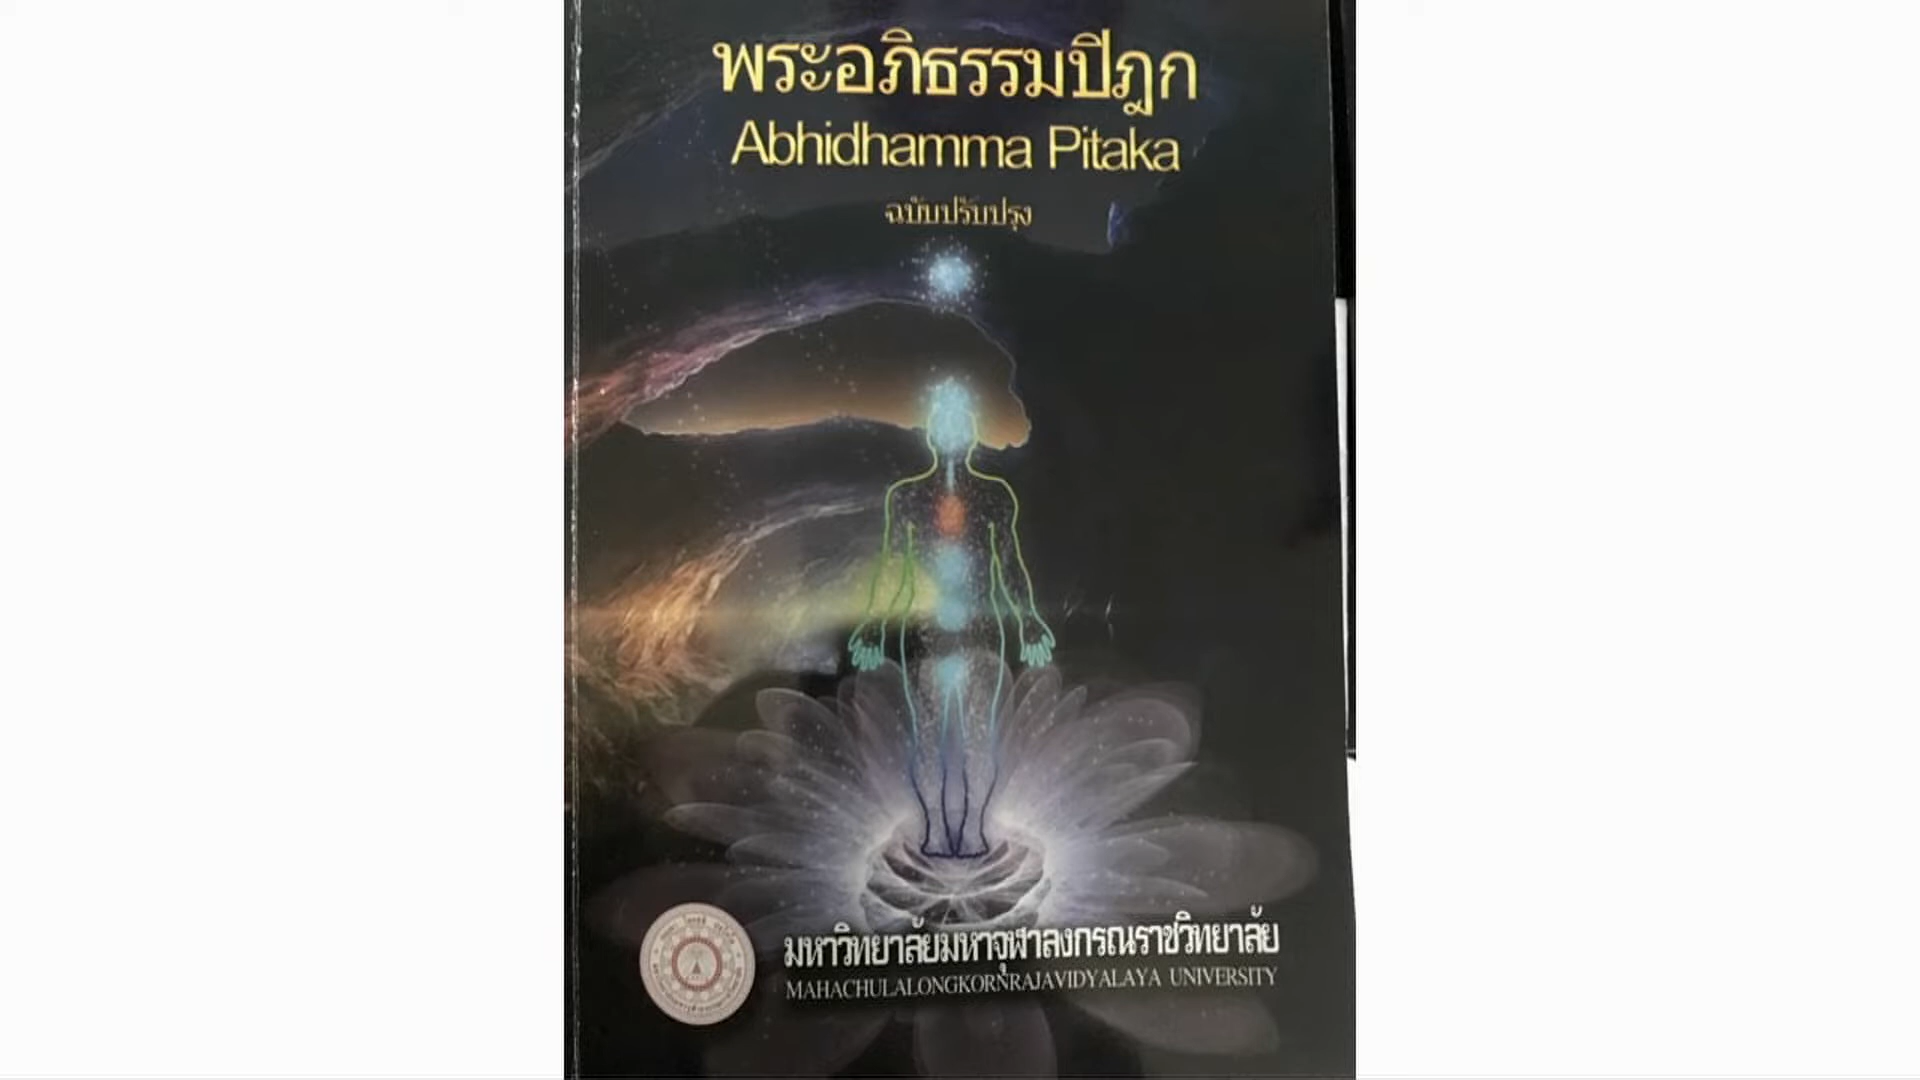 พระอภิธรรมปิฎก
Abhidhamma Pitaka
ฉบับปรับปรุง
มหาวิทยาลัยมหาจุฬาลงกรณราชวิทยาลัย
MAHACHULALONGKORNRAJAVIDYALAYA UNIVERSITY